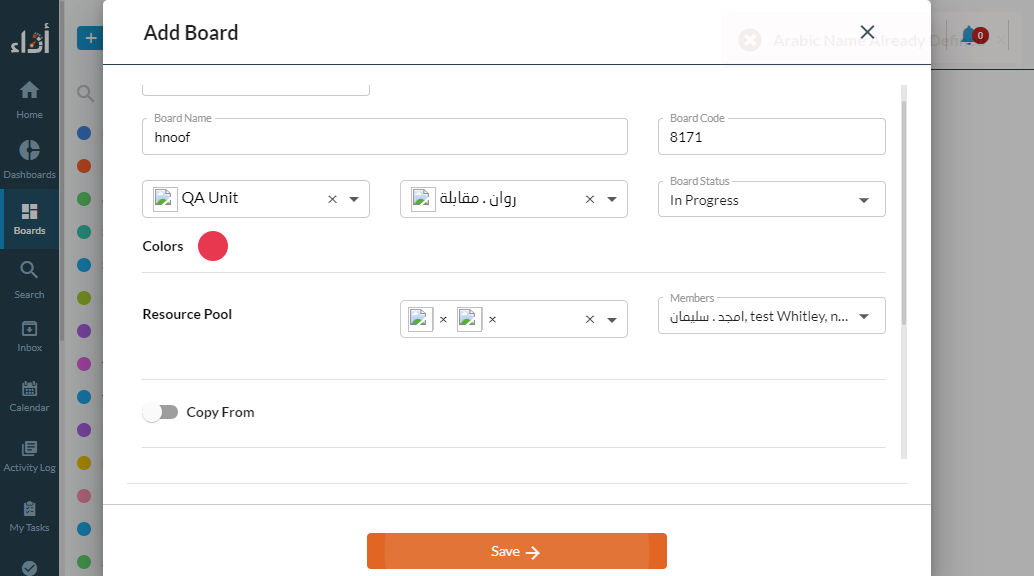 أداء
Home
Dashboards
Boards
Search
Inbox
Calendar
Activity Log
My Tasks
Add Board
Arabic Name Already Defin
0
Board Name
hnoof
Board Code
8171
QA Unit
روان . مقابلة
Board Status
In Progress
Colors
Resource Pool
Members
امجد . سليمان, test Whitley, n...
Copy From
Save